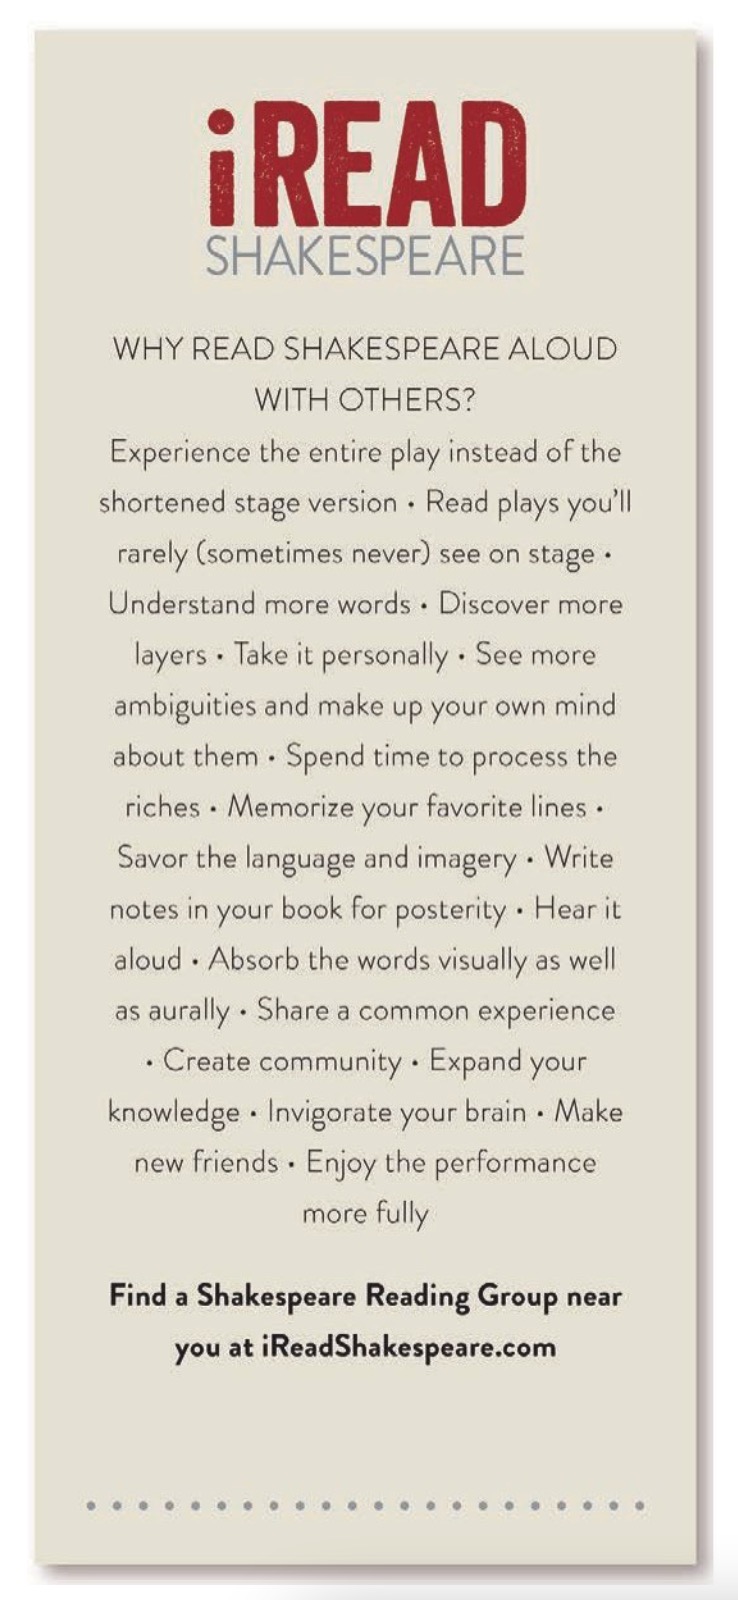 iREAD
SHAKESPEARE
WHY READ SHAKESPEARE ALOUD
WITH OTHERS?
Experience the entire play instead of the
shortened stage version • Read plays you'll
rarely (sometimes never) see on stage •
Understand more words • Discover more
layers • Take it personally • See more
ambiguities and make up your own mind
about them • Spend time to process the
riches • Memorize your favorite lines •
Savor the language and imagery • Write
notes in your book for posterity • Hear it
aloud • Absorb the words visually as well
as aurally • Share a common experience
• Create community • Expand your
knowledge • Invigorate your brain • Make
new friends • Enjoy the performance
more fully
Find a Shakespeare Reading Group near
you at iReadShakespeare.com